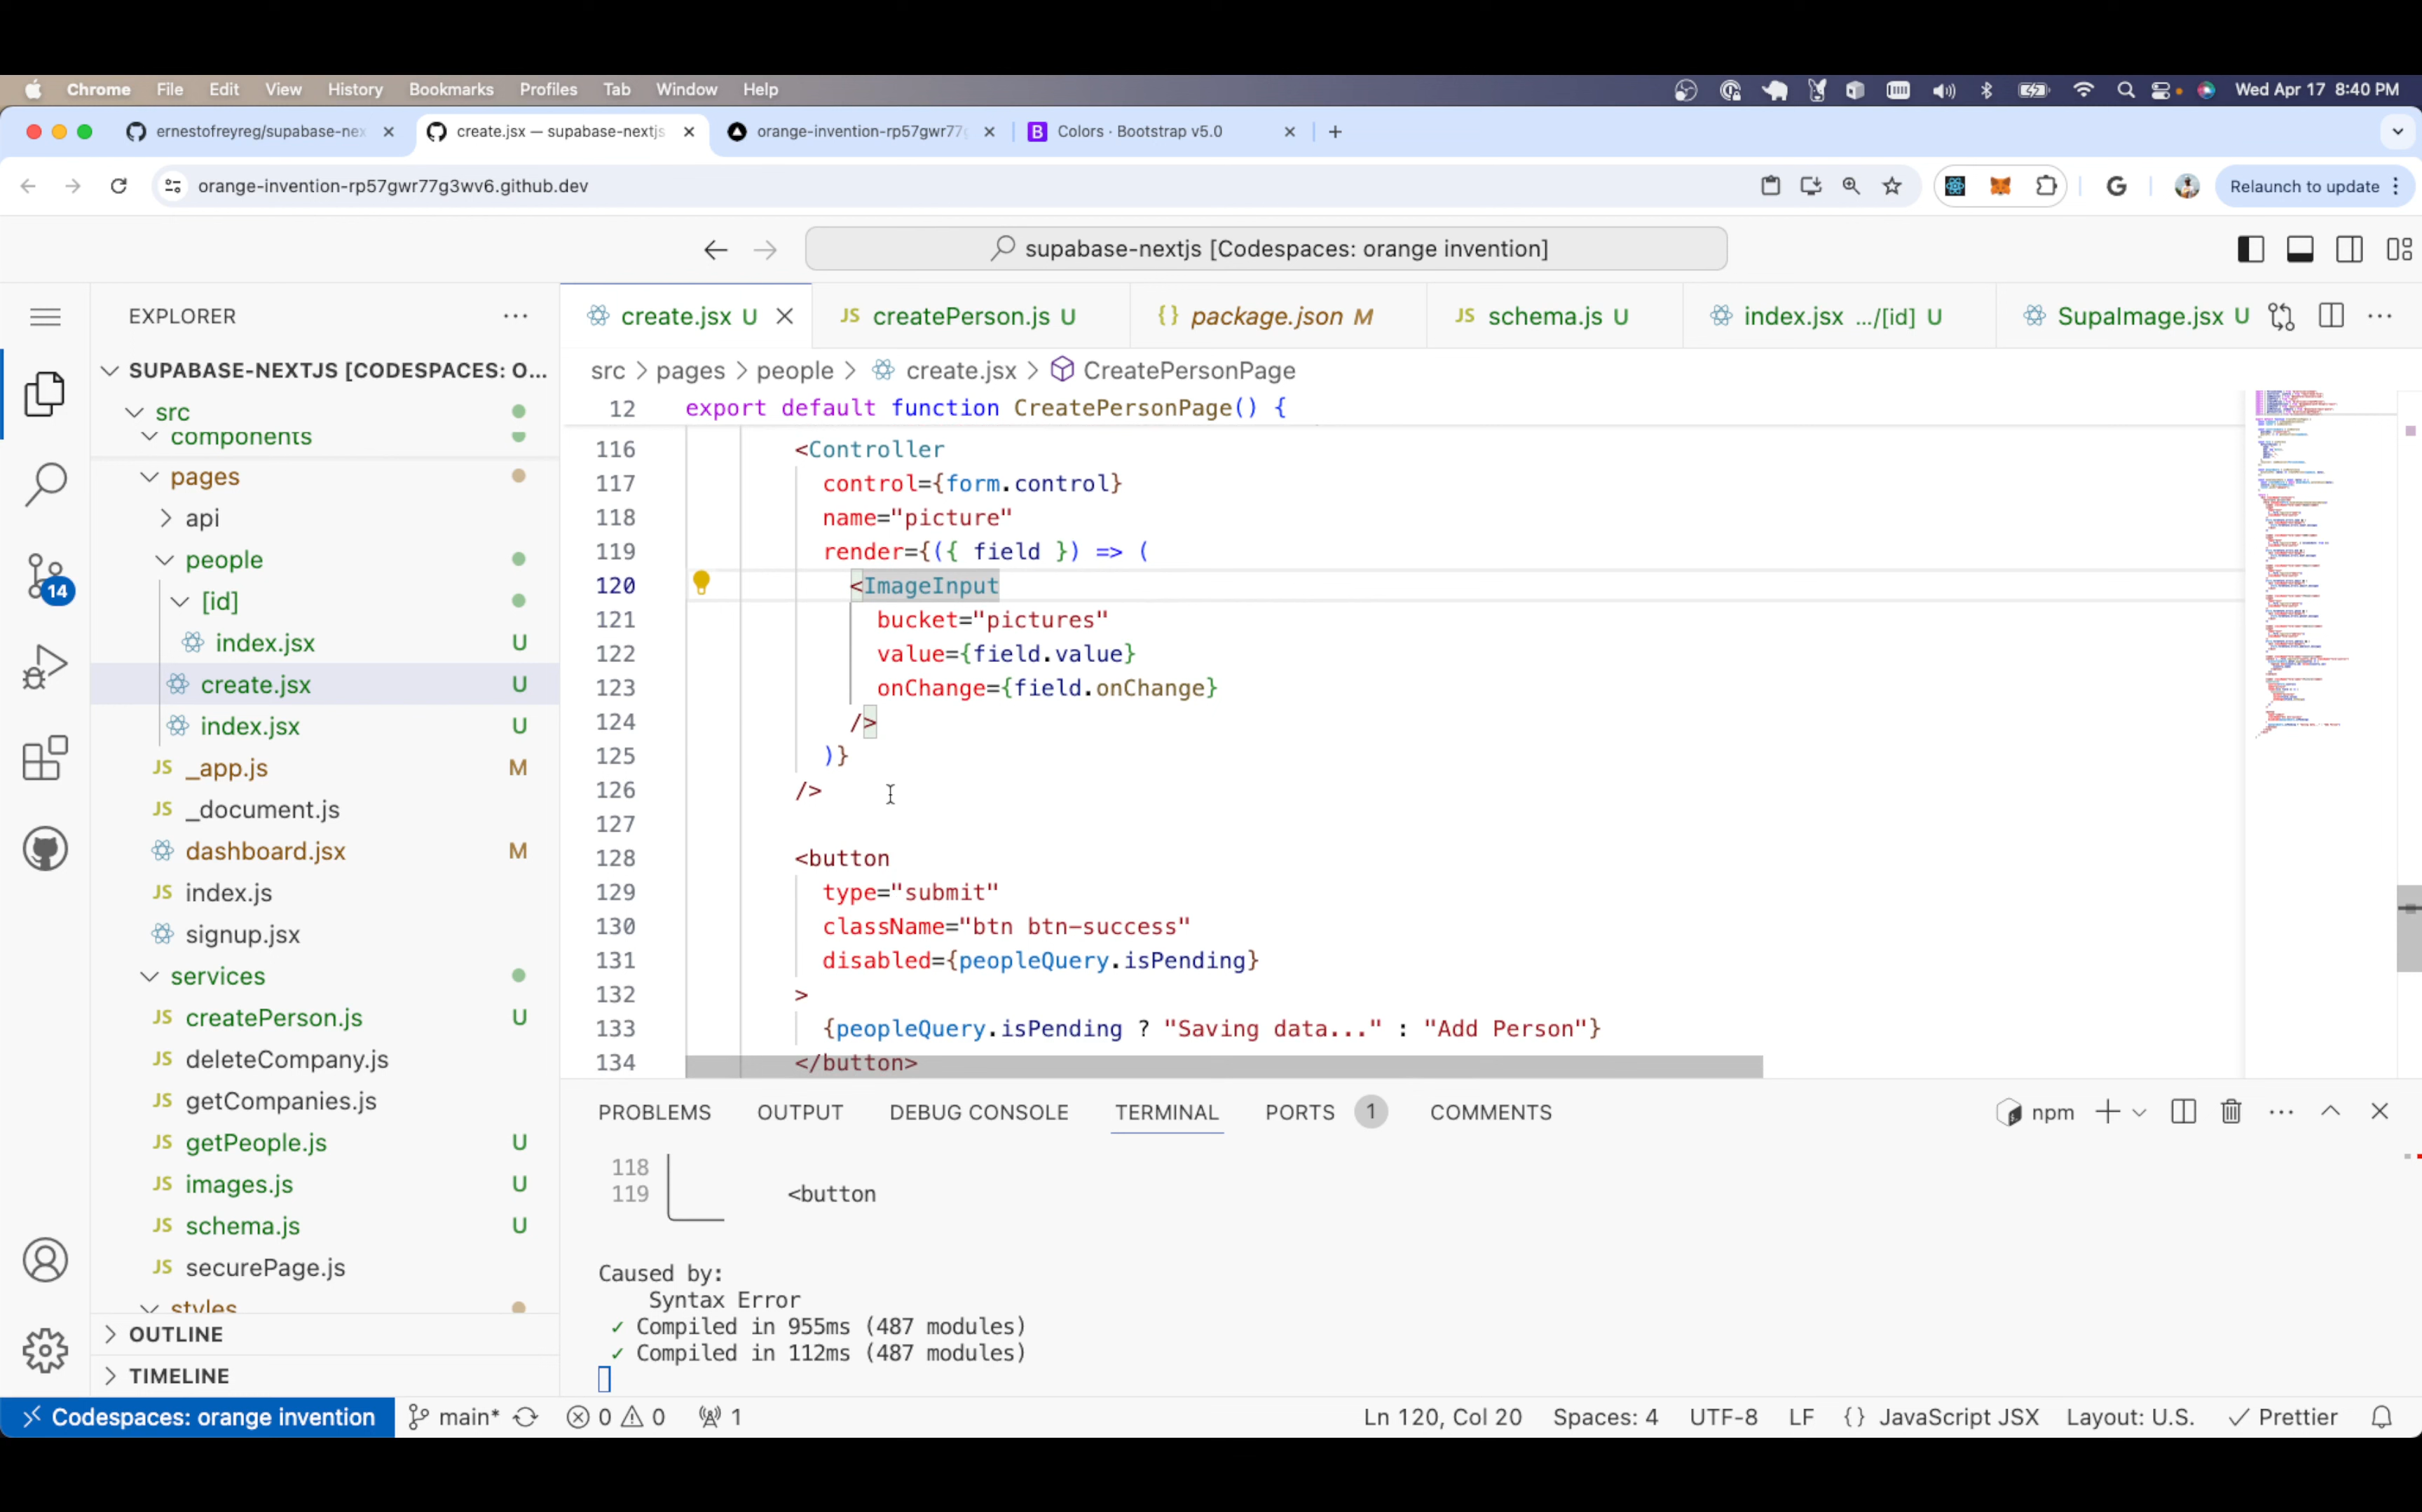 Chrome File Edit View History Bookmarks Profiles Tab Window Help Wed Apr 17 8:40 PM
ernestofreyreg/supabase-nex create.jsx — supabase-nextjs orange-invention-rp57gwr77g Colors · Bootstrap v5.0
orange-invention-rp57gwr77g3wv6.github.dev Relaunch to update
supabase-nextjs [Codespaces: orange invention]
EXPLORER
SUPABASE-NEXTJS [CODESPACES: O...
src
components
pages
api
people
[id]
index.jsx U
create.jsx U
index.jsx U
_app.js M
_document.js
dashboard.jsx M
index.js
signup.jsx
services
createPerson.js U
deleteCompany.js
getCompanies.js
getPeople.js U
images.js U
schema.js U
securePage.js
styles
OUTLINE
TIMELINE
14
create.jsx U createPerson.js U package.json M schema.js U index.jsx .../[id] U SupaImage.jsx U
src > pages > people > create.jsx > CreatePersonPage
12 export default function CreatePersonPage() {
116 <Controller
117 control={form.control}
118 name="picture"
119 render={({ field }) => (
120 <ImageInput
121 bucket="pictures"
122 value={field.value}
123 onChange={field.onChange}
124 />
125 )}
126 />
127
128 <button
129 type="submit"
130 className="btn btn-success"
131 disabled={peopleQuery.isPending}
132 >
133 {peopleQuery.isPending ? "Saving data..." : "Add Person"}
134 </button>
PROBLEMS OUTPUT DEBUG CONSOLE TERMINAL PORTS 1 COMMENTS npm
118
119 <button
Caused by:
Syntax Error
✓ Compiled in 955ms (487 modules)
✓ Compiled in 112ms (487 modules)
Codespaces: orange invention main* 0 0 1 Ln 120, Col 20 Spaces: 4 UTF-8 LF {} JavaScript JSX Layout: U.S. Prettier